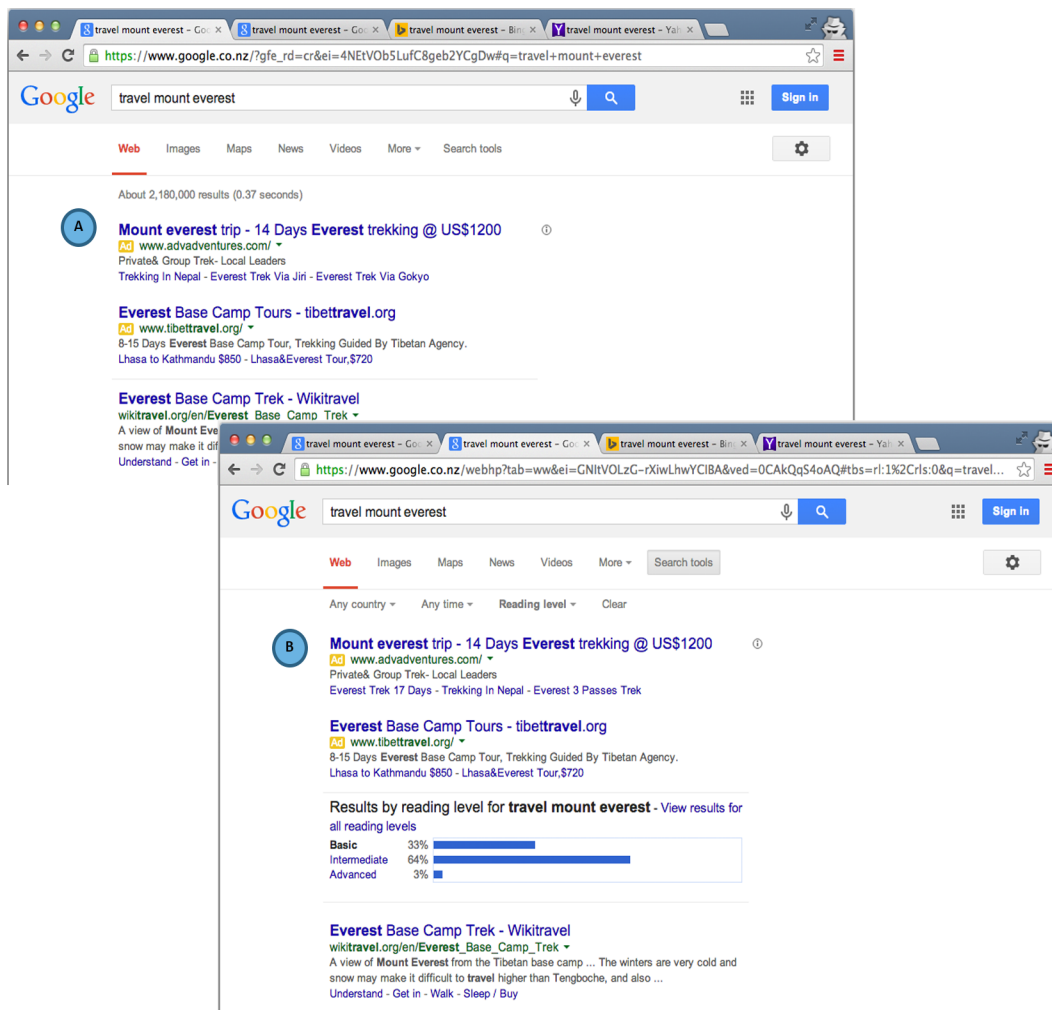 travel mount everest – Goo
travel mount everest – Goo
travel mount everest – Bing
travel mount everest – Yah
https://www.google.co.nz/?gfe_rd=cr&ei=4NEtVOb5LufC8geb2YCgDw#q=travel+mount+everest
Google
travel mount everest
Sign in
Web Images Maps News Videos More Search tools
About 2,180,000 results (0.37 seconds)
A
Mount everest trip - 14 Days Everest trekking @ US$1200
Ad www.advadventures.com/
Private& Group Trek- Local Leaders
Trekking In Nepal - Everest Trek Via Jiri - Everest Trek Via Gokyo
Everest Base Camp Tours - tibettravel.org
Ad www.tibettravel.org/
8-15 Days Everest Base Camp Tour, Trekking Guided By Tibetan Agency.
Lhasa to Kathmandu $850 - Lhasa&Everest Tour,$720
Everest Base Camp Trek - Wikitravel
wikitravel.org/en/Everest_Base_Camp_Trek
A view of Mount Eve
snow may make it dif
Understand - Get in -
travel mount everest – Goo
travel mount everest – Goo
travel mount everest – Bing
travel mount everest – Yah
https://www.google.co.nz/webhp?tab=ww&ei=GNItVOLzG-rXiwLhwYCIBA&ved=0CAkQqS4oAQ#tbs=rl:1%2Crls:0&q=travel...
Google
travel mount everest
Sign in
Web Images Maps News Videos More Search tools
Any country Any time Reading level Clear
B
Mount everest trip - 14 Days Everest trekking @ US$1200
Ad www.advadventures.com/
Private& Group Trek- Local Leaders
Everest Trek 17 Days - Trekking In Nepal - Everest 3 Passes Trek
Everest Base Camp Tours - tibettravel.org
Ad www.tibettravel.org/
8-15 Days Everest Base Camp Tour, Trekking Guided By Tibetan Agency.
Lhasa to Kathmandu $850 - Lhasa&Everest Tour,$720
Results by reading level for travel mount everest - View results for
all reading levels
Basic 33%
Intermediate 64%
Advanced 3%
Everest Base Camp Trek - Wikitravel
wikitravel.org/en/Everest_Base_Camp_Trek
A view of Mount Everest from the Tibetan base camp ... The winters are very cold and
snow may make it difficult to travel higher than Tengboche, and also ...
Understand - Get in - Walk - Sleep / Buy